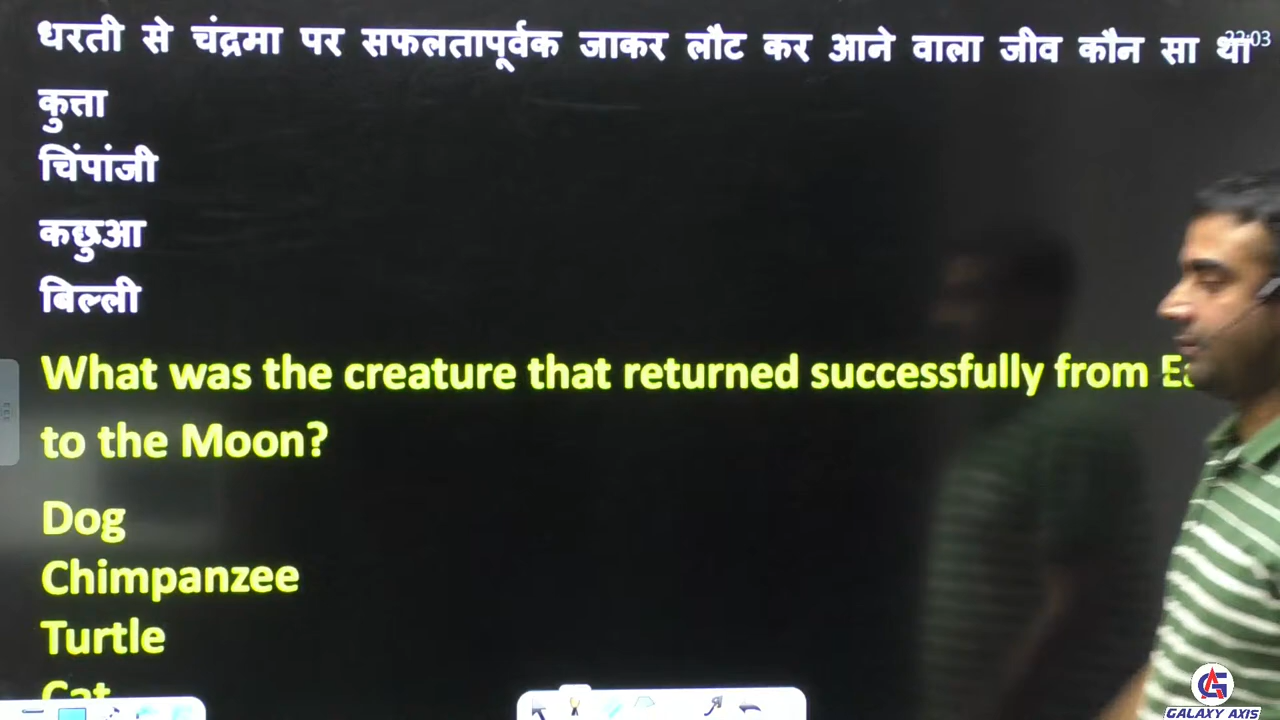 धरती से चंद्रमा पर सफलतापूर्वक जाकर लौट कर आने वाला जीव कौन सा था
कुत्ता
चिंपांजी
कछुआ
बिल्ली
What was the creature that returned successfully from
to the Moon?
Dog
Chimpanzee
Turtle
Cat
GALAXY AXIS